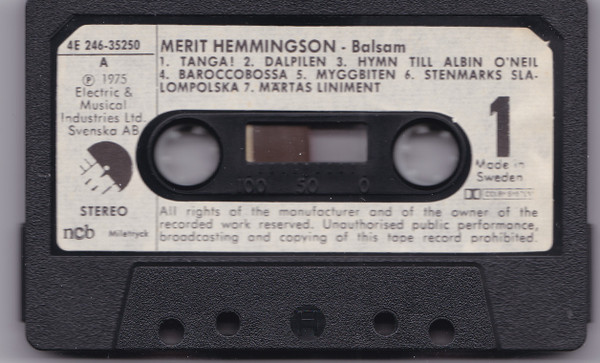 4E 246-35250
A
Ⓟ 1975
Electric &
Musical
Industries Ltd.
Svenska AB
STEREO
ncb Miletryck
MERIT HEMMINGSON - Balsam
1. TANGA! 2. DALPILEN 3. HYMN TILL ALBIN O'NEIL
4. BAROCCOBOSSA 5. MYGGBITEN 6. STENMARKS SLA-
LOMPOLSKA 7. MÄRTAS LINIMENT
100 50 0
1
Made in
Sweden
DOLBY SYSTEM
All rights of the manufacturer and of the owner of the
recorded work reserved. Unauthorised public performance,
broadcasting and copying of this tape record prohibited.